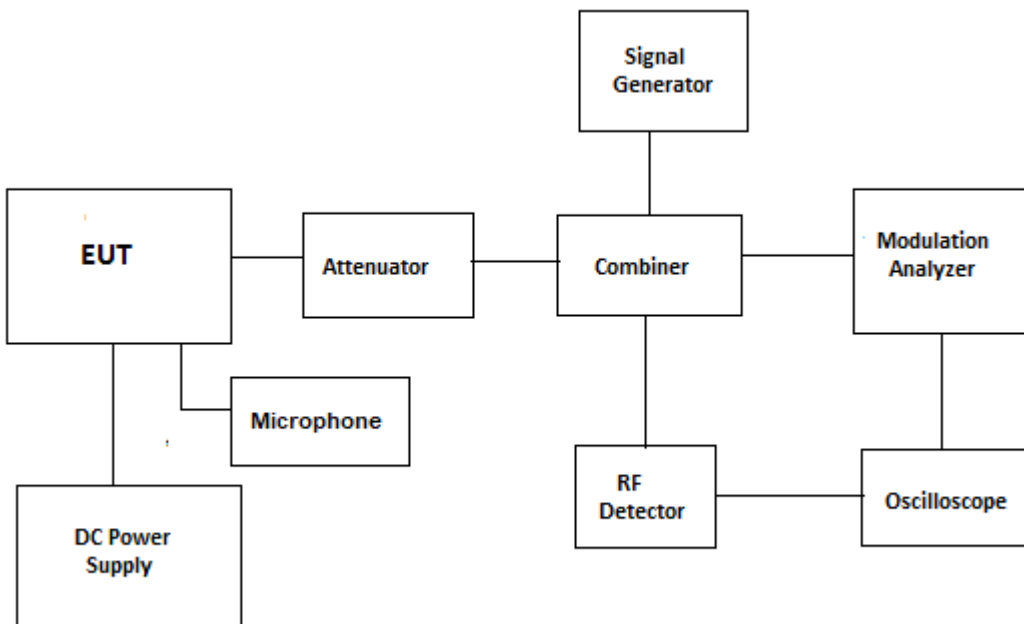 Signal
Generator
EUT
Attenuator
Combiner
Modulation
Analyzer
Microphone
RF
Detector
Oscilloscope
DC Power
Supply